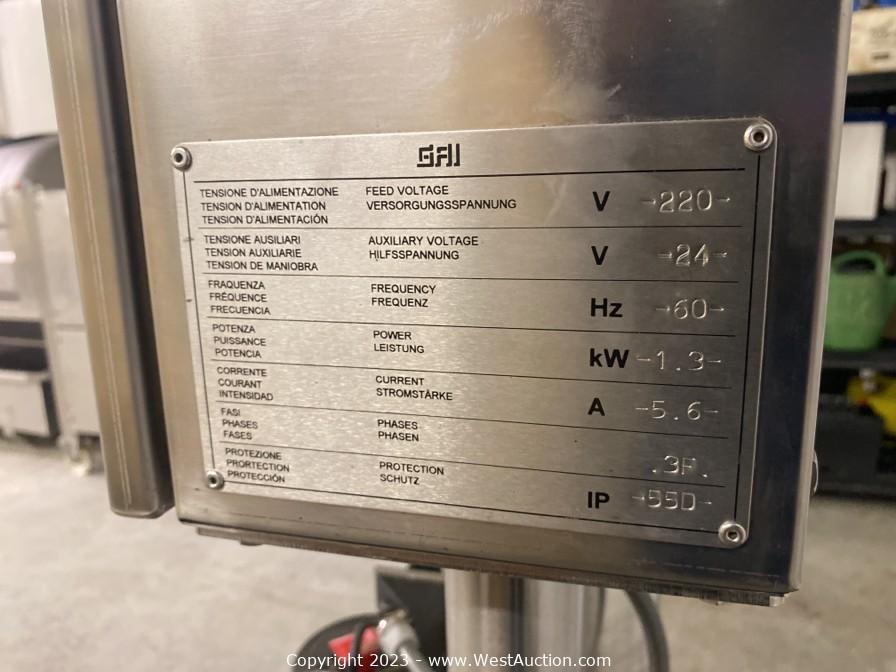 GAI
TENSIONE D'ALIMENTAZIONE FEED VOLTAGE
TENSION D'ALIMENTATION VERSORGUNGSSPANNUNG V -220-
TENSION D'ALIMENTACIÓN
TENSIONE AUSILIARI AUXILIARY VOLTAGE
TENSION AUXILIARIE HILFSSPANNUNG V -24-
TENSION DE MANIOBRA
FRAQUENZA FREQUENCY
FRÉQUENCE FREQUENZ Hz -60-
FRECUENCIA
POTENZA POWER
PUISSANCE LEISTUNG kW -1.3-
POTENCIA
CORRENTE CURRENT
COURANT STROMSTÄRKE A -5.6-
INTENSIDAD
FASI PHASES
PHASES PHASEN .3F.
FASES
PROTEZIONE PROTECTION
PRORTECTION SCHUTZ IP -55D-
PROTECCIÓN
Copyright 2023 - www.WestAuction.com